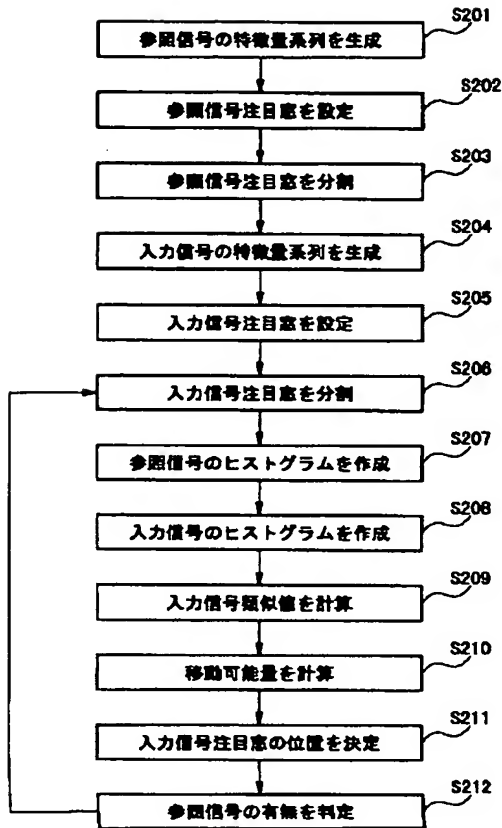 S201
参照信号の特徴量系列を生成
S202
参照信号注目窓を設定
S203
参照信号注目窓を分割
S204
入力信号の特徴量系列を生成
S205
入力信号注目窓を設定
S206
入力信号注目窓を分割
S207
参照信号のヒストグラムを作成
S208
入力信号のヒストグラムを作成
S209
入力信号類似値を計算
S210
移動可能量を計算
S211
入力信号注目窓の位置を決定
S212
参照信号の有無を判定